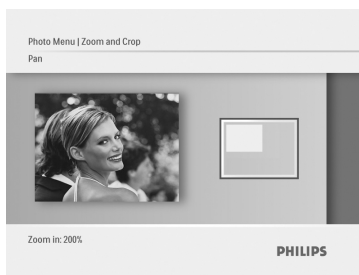 Photo Menu | Zoom and Crop
Pan
Zoom in: 200%
PHILIPS